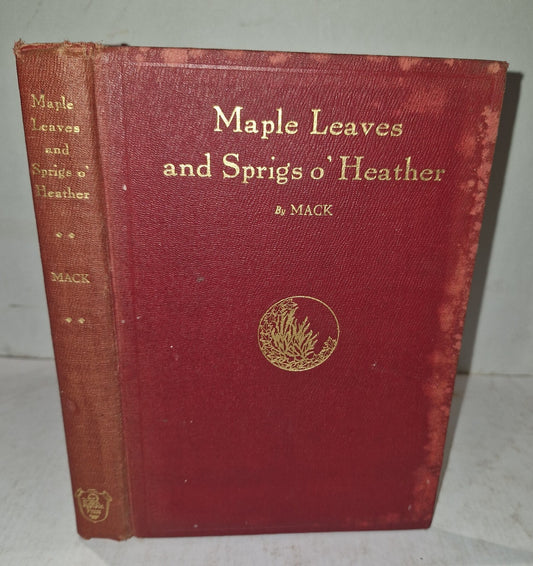 Maple
Leaves
and
Sprigs o'
Heather
MACK
Maple Leaves
and Sprigs o' Heather
By MACK